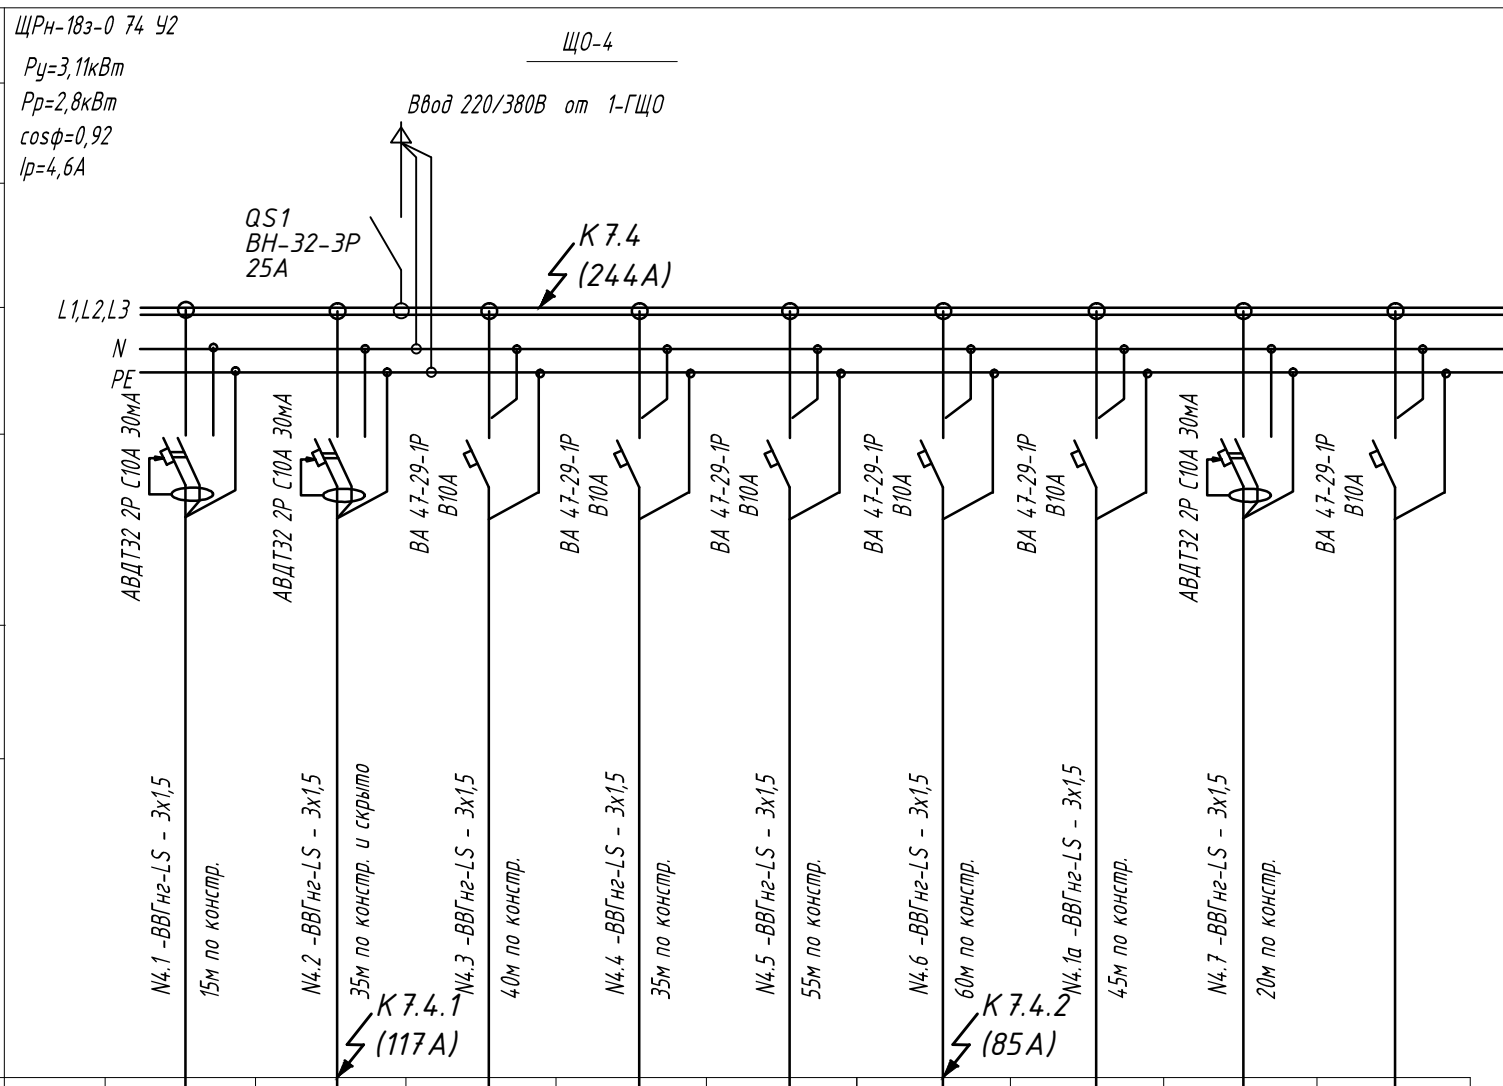 ЩРн-18з-0 74 У2
ЩО-4
Ру=3,11кВт
Рр=2,8кВт
cosφ=0,92
Iр=4,6А
Ввод 220/380В от 1-ГЩО
QS1
ВН-32-3Р
25А
К7.4
(244А)
L1,L2,L3
N
PE
АВДТ32 2Р С10А 30мА
АВДТ32 2Р С10А 30мА
ВА 47-29-1Р
В10А
ВА 47-29-1Р
В10А
ВА 47-29-1Р
В10А
ВА 47-29-1Р
В10А
ВА 47-29-1Р
В10А
АВДТ32 2Р С10А 30мА
ВА 47-29-1Р
В10А
N4.1 -ВВГнг-LS - 3х1,5
15м по констр.
N4.2 -ВВГнг-LS - 3х1,5
35м по констр. и скрыто
N4.3 -ВВГнг-LS - 3х1,5
40м по констр.
N4.4 -ВВГнг-LS - 3х1,5
35м по констр.
N4.5 -ВВГнг-LS - 3х1,5
55м по констр.
N4.6 -ВВГнг-LS - 3х1,5
60м по констр.
N4.1а -ВВГнг-LS - 3х1,5
45м по констр.
N4.7 -ВВГнг-LS - 3х1,5
20м по констр.
К7.4.1
(117А)
К7.4.2
(85А)